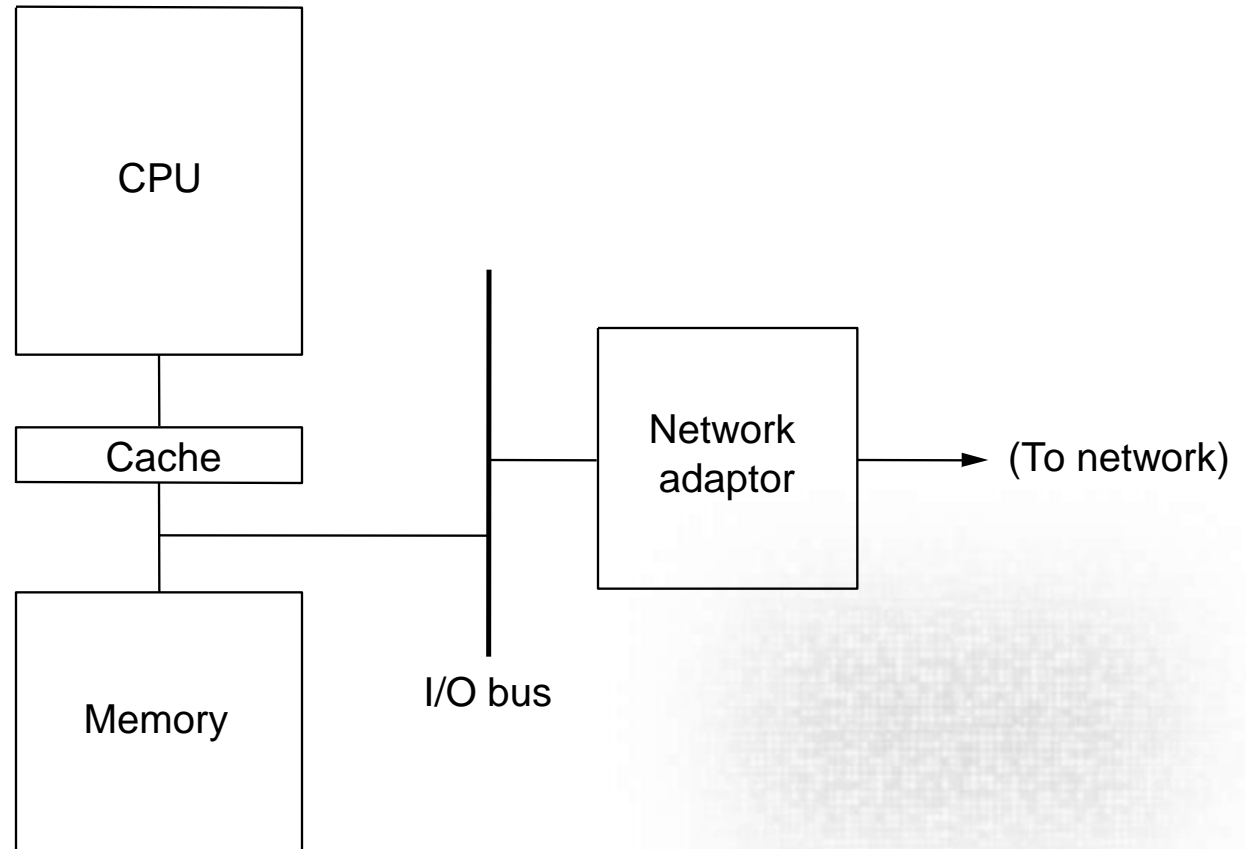 CPU
Cache
Network
adaptor
(To network)
I/O bus
Memory